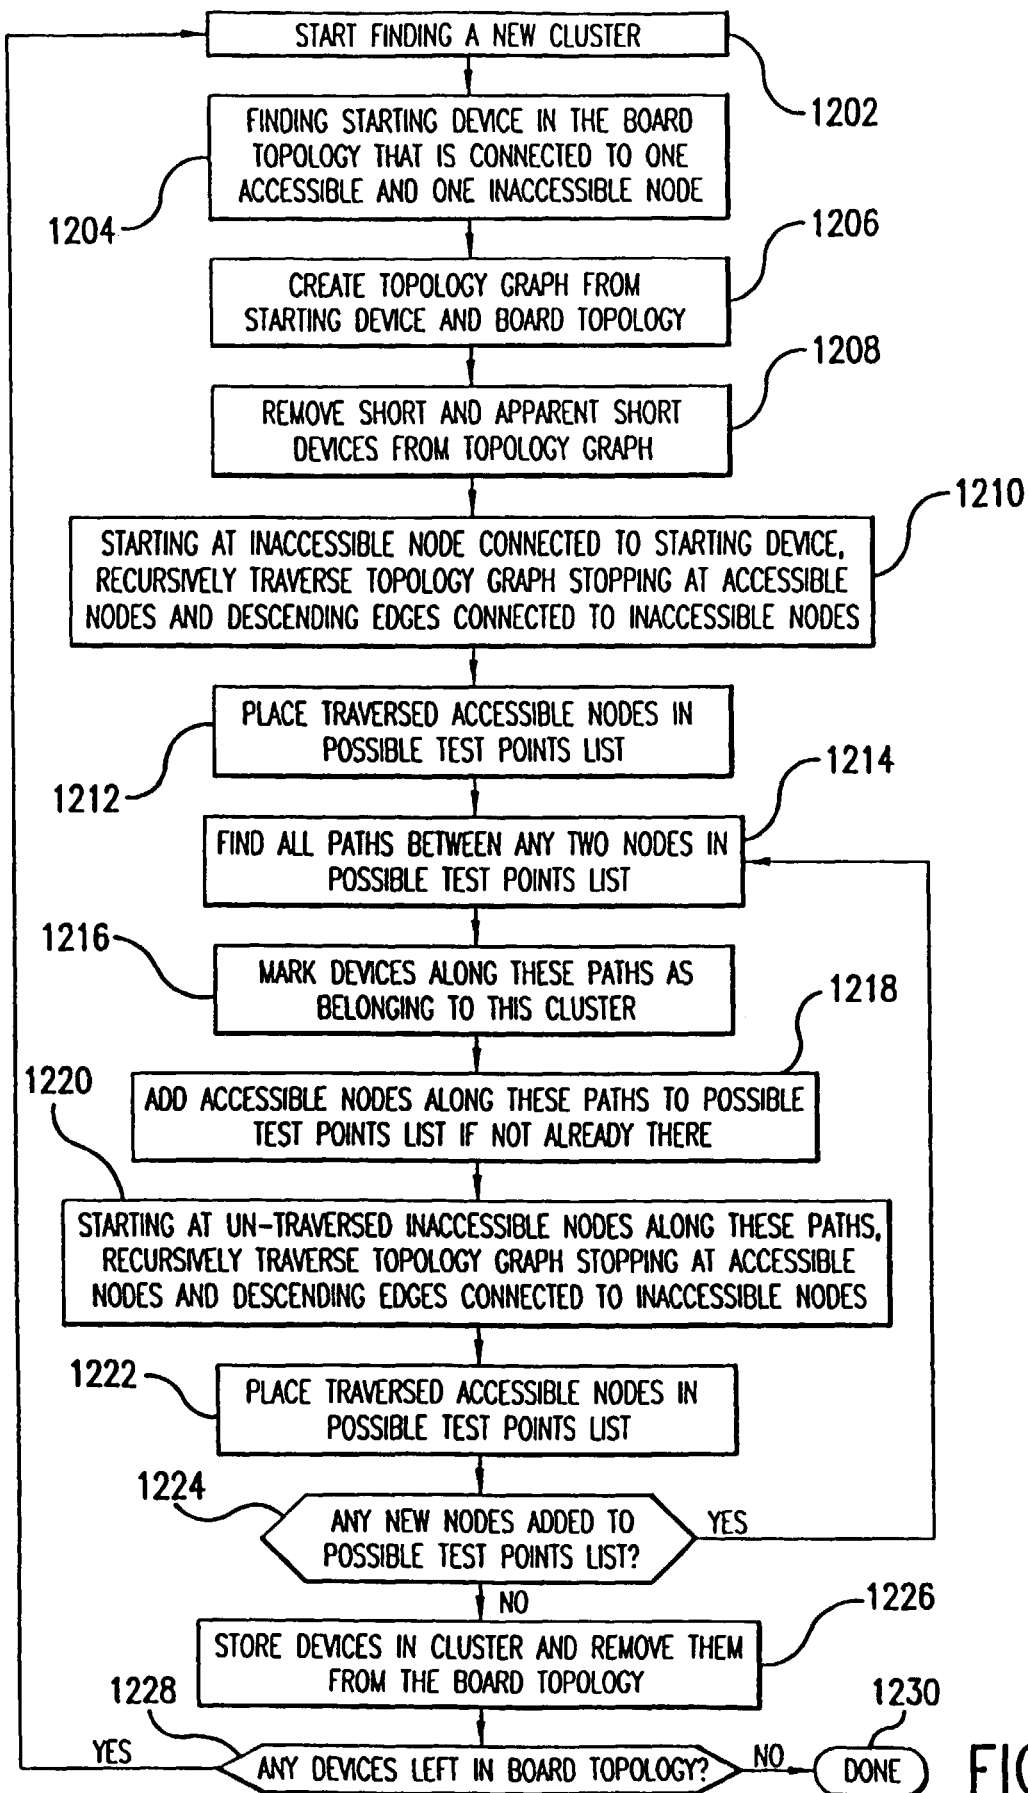 START FINDING A NEW CLUSTER
1202
FINDING STARTING DEVICE IN THE BOARD
TOPOLOGY THAT IS CONNECTED TO ONE
ACCESSIBLE AND ONE INACCESSIBLE NODE
1204
1206
CREATE TOPOLOGY GRAPH FROM
STARTING DEVICE AND BOARD TOPOLOGY
1208
REMOVE SHORT AND APPARENT SHORT
DEVICES FROM TOPOLOGY GRAPH
1210
STARTING AT INACCESSIBLE NODE CONNECTED TO STARTING DEVICE,
RECURSIVELY TRAVERSE TOPOLOGY GRAPH STOPPING AT ACCESSIBLE
NODES AND DESCENDING EDGES CONNECTED TO INACCESSIBLE NODES
PLACE TRAVERSED ACCESSIBLE NODES IN
POSSIBLE TEST POINTS LIST
1212
1214
FIND ALL PATHS BETWEEN ANY TWO NODES IN
POSSIBLE TEST POINTS LIST
1216
MARK DEVICES ALONG THESE PATHS AS
BELONGING TO THIS CLUSTER
1218
ADD ACCESSIBLE NODES ALONG THESE PATHS TO POSSIBLE
TEST POINTS LIST IF NOT ALREADY THERE
1220
STARTING AT UN-TRAVERSED INACCESSIBLE NODES ALONG THESE PATHS,
RECURSIVELY TRAVERSE TOPOLOGY GRAPH STOPPING AT ACCESSIBLE
NODES AND DESCENDING EDGES CONNECTED TO INACCESSIBLE NODES
1222
PLACE TRAVERSED ACCESSIBLE NODES IN
POSSIBLE TEST POINTS LIST
1224
ANY NEW NODES ADDED TO
POSSIBLE TEST POINTS LIST?
YES
NO
1226
STORE DEVICES IN CLUSTER AND REMOVE THEM
FROM THE BOARD TOPOLOGY
1228
YES
ANY DEVICES LEFT IN BOARD TOPOLOGY?
NO
1230
DONE
FIG